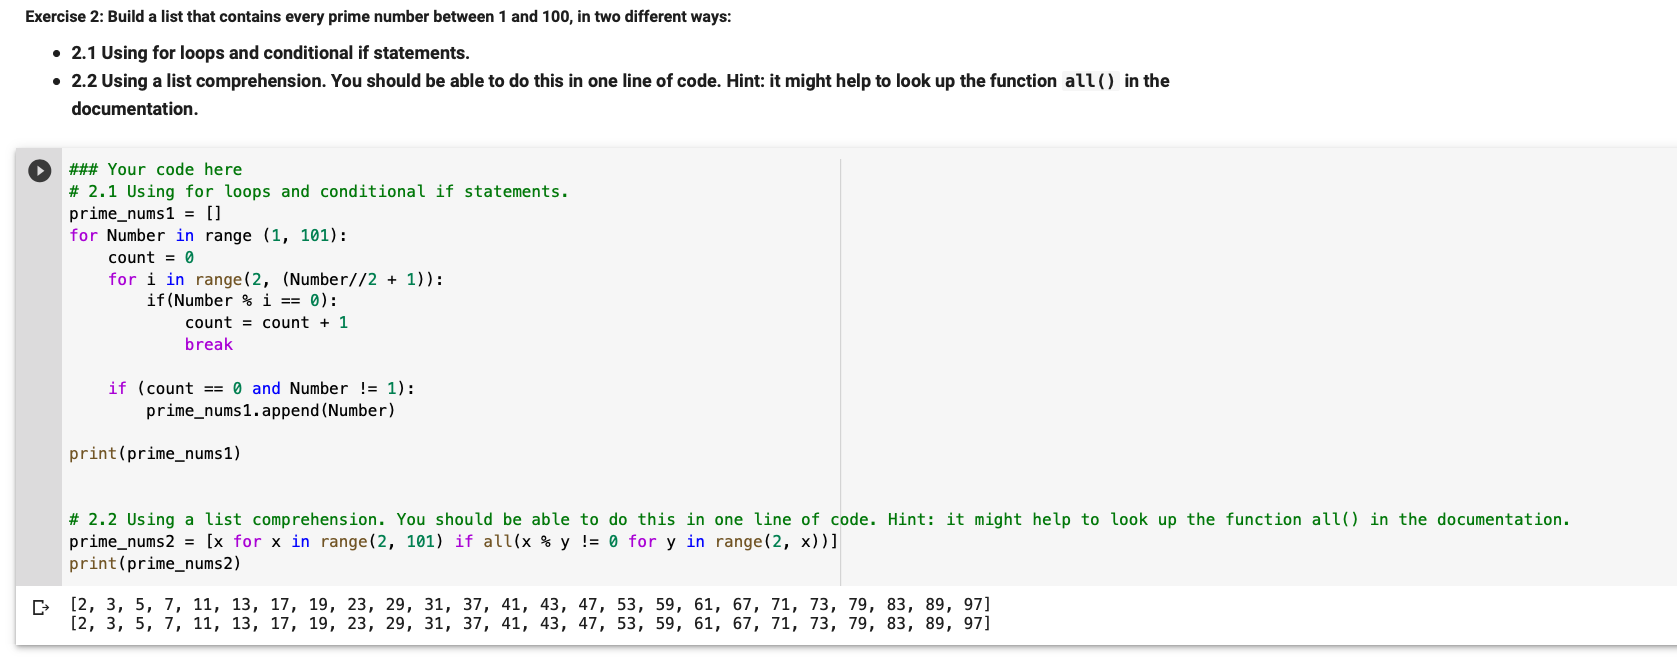 Exercise 2: Build a list that contains every prime number between 1 and 100, in two different ways:
• 2.1 Using for loops and conditional if statements.
• 2.2 Using a list comprehension. You should be able to do this in one line of code. Hint: it might help to look up the function all() in the
documentation.
### Your code here
# 2.1 Using for loops and conditional if statements.
prime_nums1 = []
for Number in range (1, 101):
    count = 0
    for i in range(2, (Number//2 + 1)):
        if(Number % i == 0):
            count = count + 1
            break
    if (count == 0 and Number != 1):
        prime_nums1.append(Number)
print(prime_nums1)
# 2.2 Using a list comprehension. You should be able to do this in one line of code. Hint: it might help to look up the function all() in the documentation.
prime_nums2 = [x for x in range(2, 101) if all(x % y != 0 for y in range(2, x))]
print(prime_nums2)
[2, 3, 5, 7, 11, 13, 17, 19, 23, 29, 31, 37, 41, 43, 47, 53, 59, 61, 67, 71, 73, 79, 83, 89, 97]
[2, 3, 5, 7, 11, 13, 17, 19, 23, 29, 31, 37, 41, 43, 47, 53, 59, 61, 67, 71, 73, 79, 83, 89, 97]